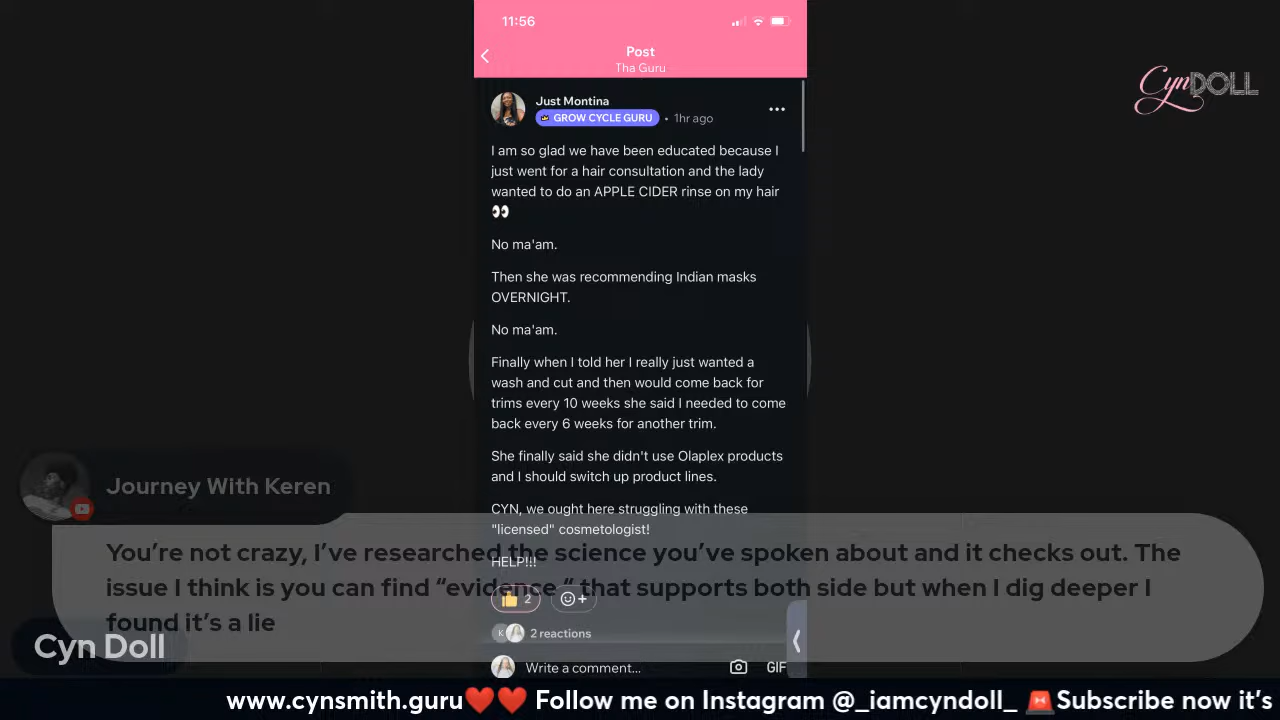 11:56
Post
Tha Guru
CynDOLL
Just Montina
GROW CYCLE GURU • 1hr ago
I am so glad we have been educated because I
just went for a hair consultation and the lady
wanted to do an APPLE CIDER rinse on my hair
👀
No ma'am.
Then she was recommending Indian masks
OVERNIGHT.
No ma'am.
Finally when I told her I really just wanted a
wash and cut and then would come back for
trims every 10 weeks she said I needed to come
back every 6 weeks for another trim.
She finally said she didn't use Olaplex products
and I should switch up product lines.
CYN, we ought here struggling with these
"licensed" cosmetologist!
HELP!!!
👍 2
K
2 reactions
Write a comment...
GIF
Journey With Keren
You’re not crazy, I’ve researched the science you’ve spoken about and it checks out. The
issue I think is you can find “evidence “ that supports both side but when I dig deeper I
found it’s a lie
Cyn Doll
www.cynsmith.guru❤️❤️ Follow me on Instagram @_iamcyndoll_ 🚨Subscribe now it’s